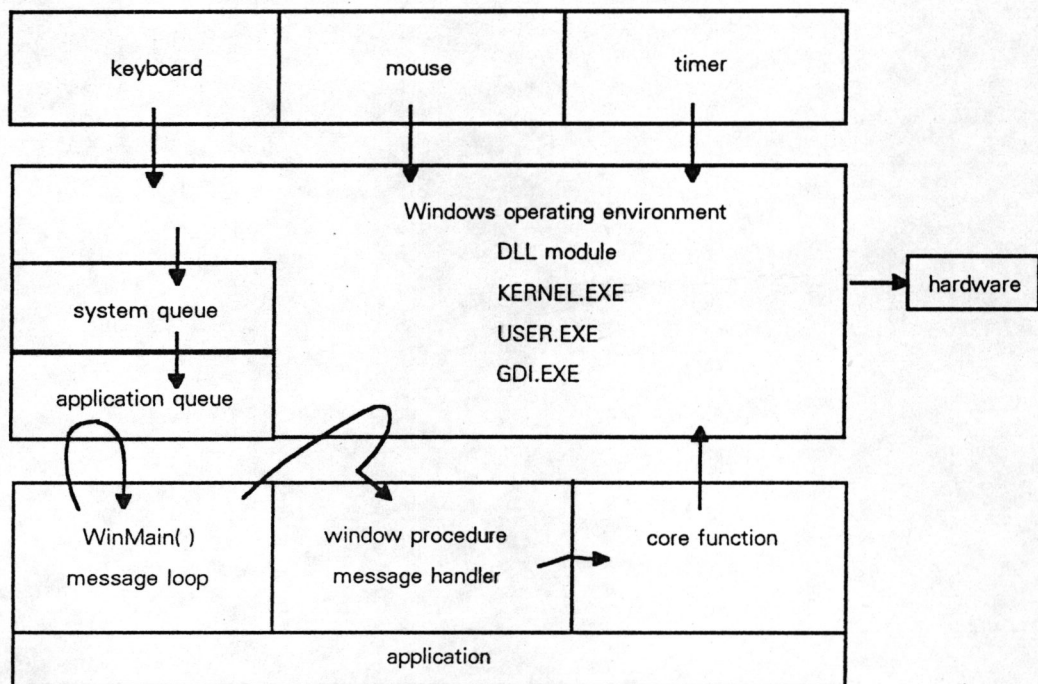 keyboard
mouse
timer
Windows operating environment
DLL module
KERNEL.EXE
USER.EXE
GDI.EXE
hardware
system queue
application queue
WinMain( )
message loop
window procedure
message handler
core function
application